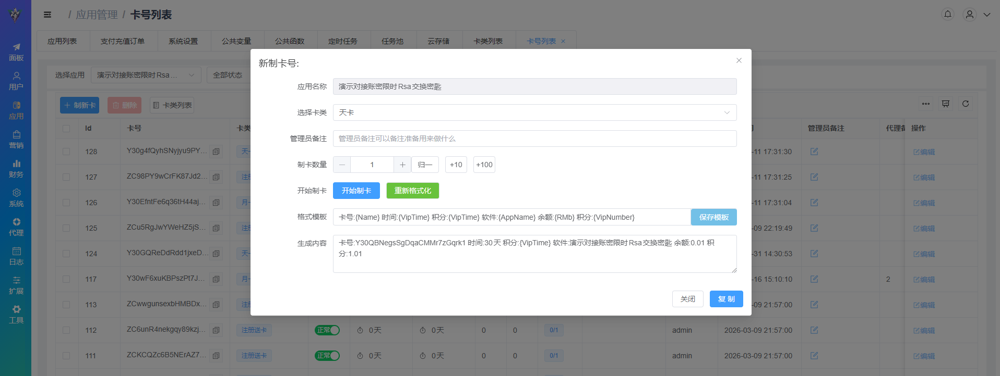 / 应用管理 / 卡号列表
面板
用户
应用
营销
财务
系统
代理
日志
扩展
工具
应用列表 支付充值订单 系统设置 公共变量 公共函数 定时任务 任务池 云存储 卡类列表 卡号列表 ×
选择应用 演示对接账密限时Rsa... 全部状态
+ 制新卡 删除 卡类列表
Id 卡号 卡类 管理员备注 代理备 操作
128 Y30g4fQyhSNyjyu9PY... 天- -11 17:31:30 编辑
127 ZC98PY9wCrFK87Jd2... 注册 -11 17:31:25 编辑
126 Y30EfntFe6q36tH44aj... 月- -11 17:31:04 编辑
125 ZCu5RgJwYWeHZ5jS... 注册 -09 22:19:49 编辑
124 Y30GQReDdRdd1jxeD... 天- -31 14:30:53 编辑
117 Y30wF6xuKBPszPt7J... 月- -16 15:10:10 2 编辑
113 ZCwwgunsexbHMBDx... 注册 -09 21:57:00 编辑
112 ZC6unR4nekgqy89kzj... 注册送卡 正常 0天 0天 0 0 0/1 admin 2026-03-09 21:57:00 编辑
111 ZCKCQZc6B5NErAZ7... 注册送卡 正常 0天 0天 0 0 0/1 admin 2026-03-09 21:57:00 编辑
新制卡号:
应用名称 演示对接账密限时Rsa交换密匙
选择卡类 天卡
管理员备注 管理员备注可以备注准备用来做什么
制卡数量 — 1 + 归一 +10 +100
开始制卡 开始制卡 重新格式化
格式模板 卡号:{Name} 时间:{VipTime} 积分:{VipTime} 软件:{AppName} 余额:{RMb} 积分:{VipNumber} 保存模板
生成内容 卡号:Y30QBNegsSgDqaCMMr7zGqrk1 时间:30天 积分:{VipTime} 软件:演示对接账密限时Rsa交换密匙 余额:0.01 积
分:1.01
关闭 复制